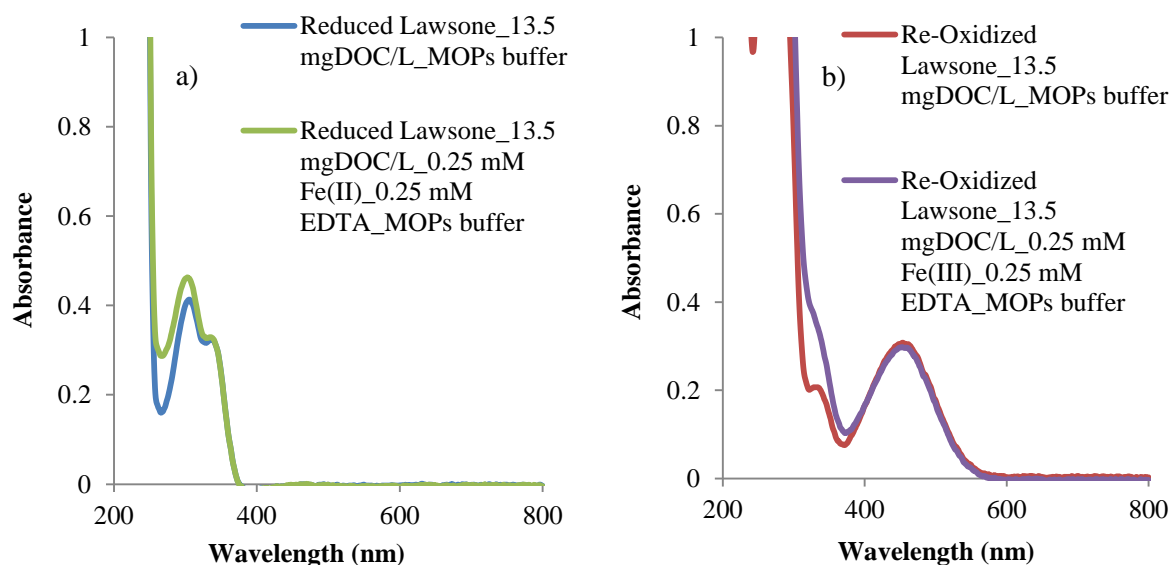 a)
1
0.8
0.6
0.4
0.2
0
200
400
600
800
Absorbance
Wavelength (nm)
Reduced Lawsone_13.5
mgDOC/L_MOPs buffer
Reduced Lawsone_13.5
mgDOC/L_0.25 mM
Fe(II)_0.25 mM
EDTA_MOPs buffer
b)
1
0.8
0.6
0.4
0.2
0
200
400
600
800
Absorbance
Wavelength (nm)
Re-Oxidized
Lawsone_13.5
mgDOC/L_MOPs buffer
Re-Oxidized
Lawsone_13.5
mgDOC/L_0.25 mM
Fe(III)_0.25 mM
EDTA_MOPs buffer